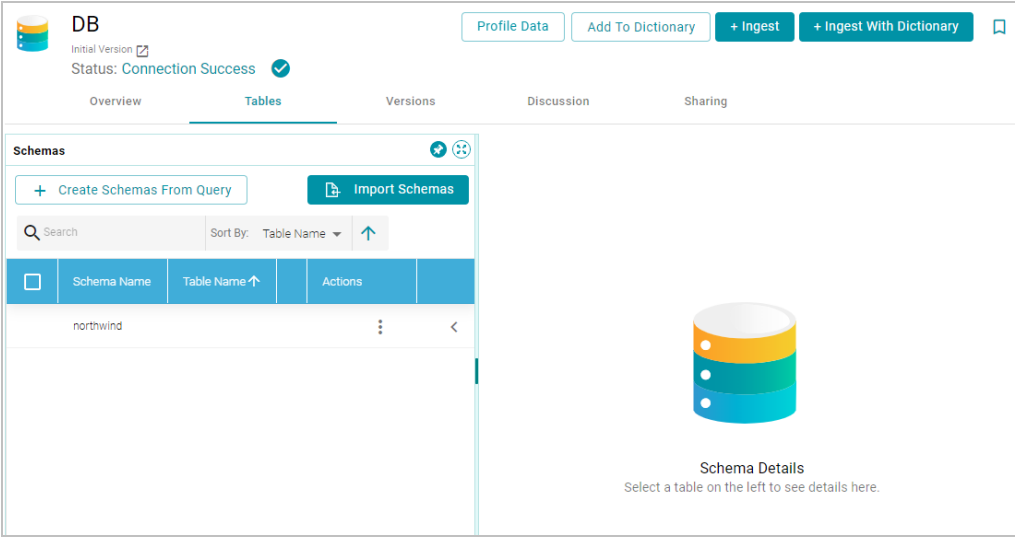 DB
Profile Data
Add To Dictionary
+ Ingest
+ Ingest With Dictionary
Initial Version
Status: Connection Success
Overview
Tables
Versions
Discussion
Sharing
Schemas
+ Create Schemas From Query
Import Schemas
Search
Sort By: Table Name
Schema Name
Table Name
Actions
northwind
Schema Details
Select a table on the left to see details here.